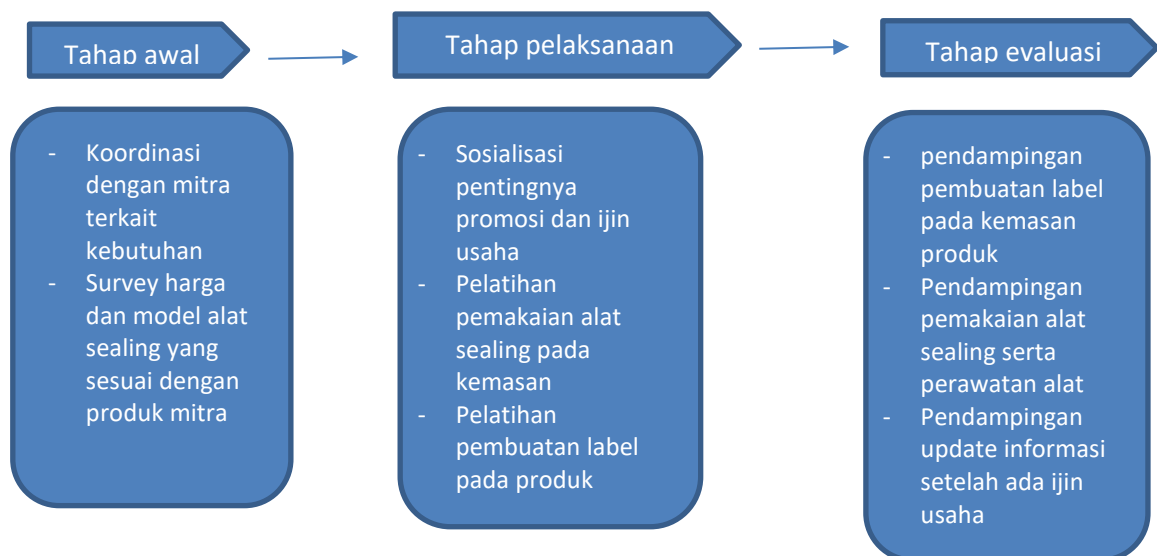 Tahap awal
Tahap pelaksanaan
Tahap evaluasi
- Koordinasi
dengan mitra
terkait
kebutuhan
- Survey harga
dan model alat
sealing yang
sesuai dengan
produk mitra
- Sosialisasi
pentingnya
promosi dan ijin
usaha
- Pelatihan
pemakaian alat
sealing pada
kemasan
- Pelatihan
pembuatan label
pada produk
- pendampingan
pembuatan label
pada kemasan
produk
- Pendampingan
pemakaian alat
sealing serta
perawatan alat
- Pendampingan
update informasi
setelah ada ijin
usaha